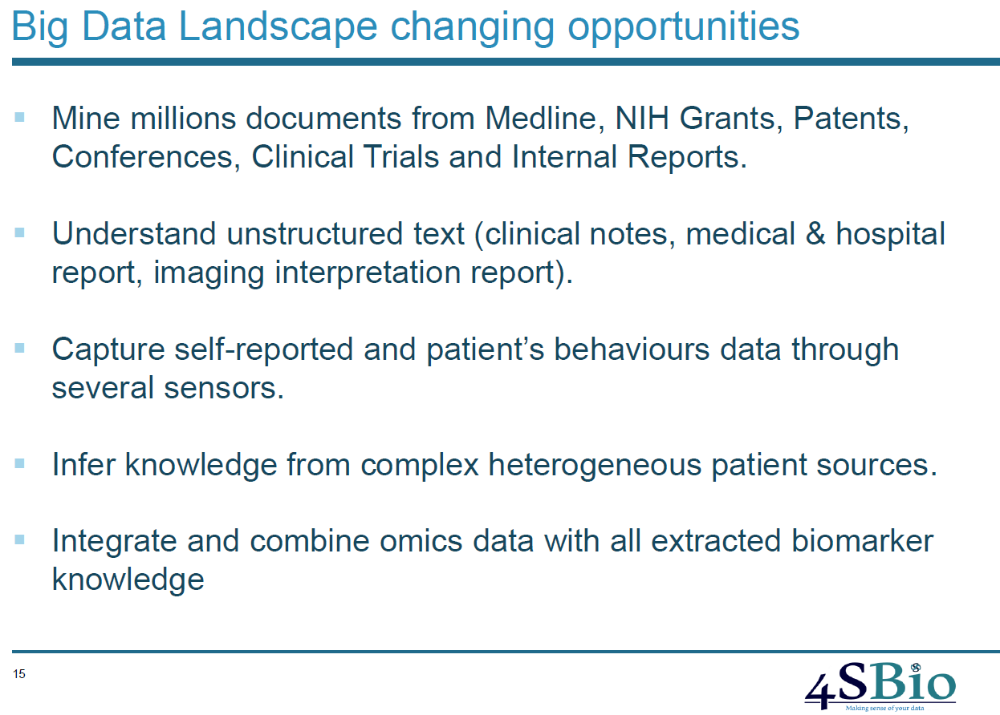 Big Data Landscape changing opportunities
▪ Mine millions documents from Medline, NIH Grants, Patents,
Conferences, Clinical Trials and Internal Reports.
▪ Understand unstructured text (clinical notes, medical & hospital
report, imaging interpretation report).
▪ Capture self-reported and patient’s behaviours data through
several sensors.
▪ Infer knowledge from complex heterogeneous patient sources.
▪ Integrate and combine omics data with all extracted biomarker
knowledge
15
4SBio
Making sense of your data